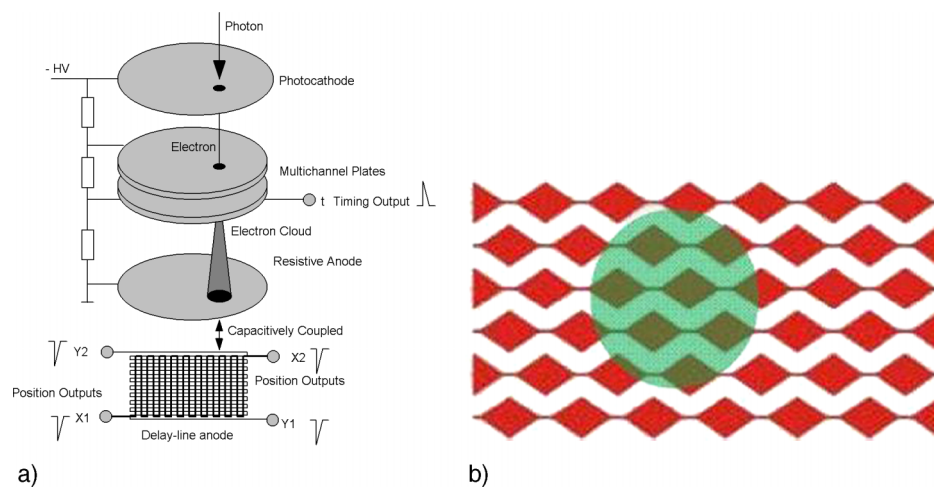 Photon
- HV
Photocathode
Electron
Multichannel Plates
t Timing Output
Electron Cloud
Resistive Anode
Capacitively Coupled
Y2
X2
Position Outputs
Position Outputs
X1
Y1
Delay-line anode
a)
b)